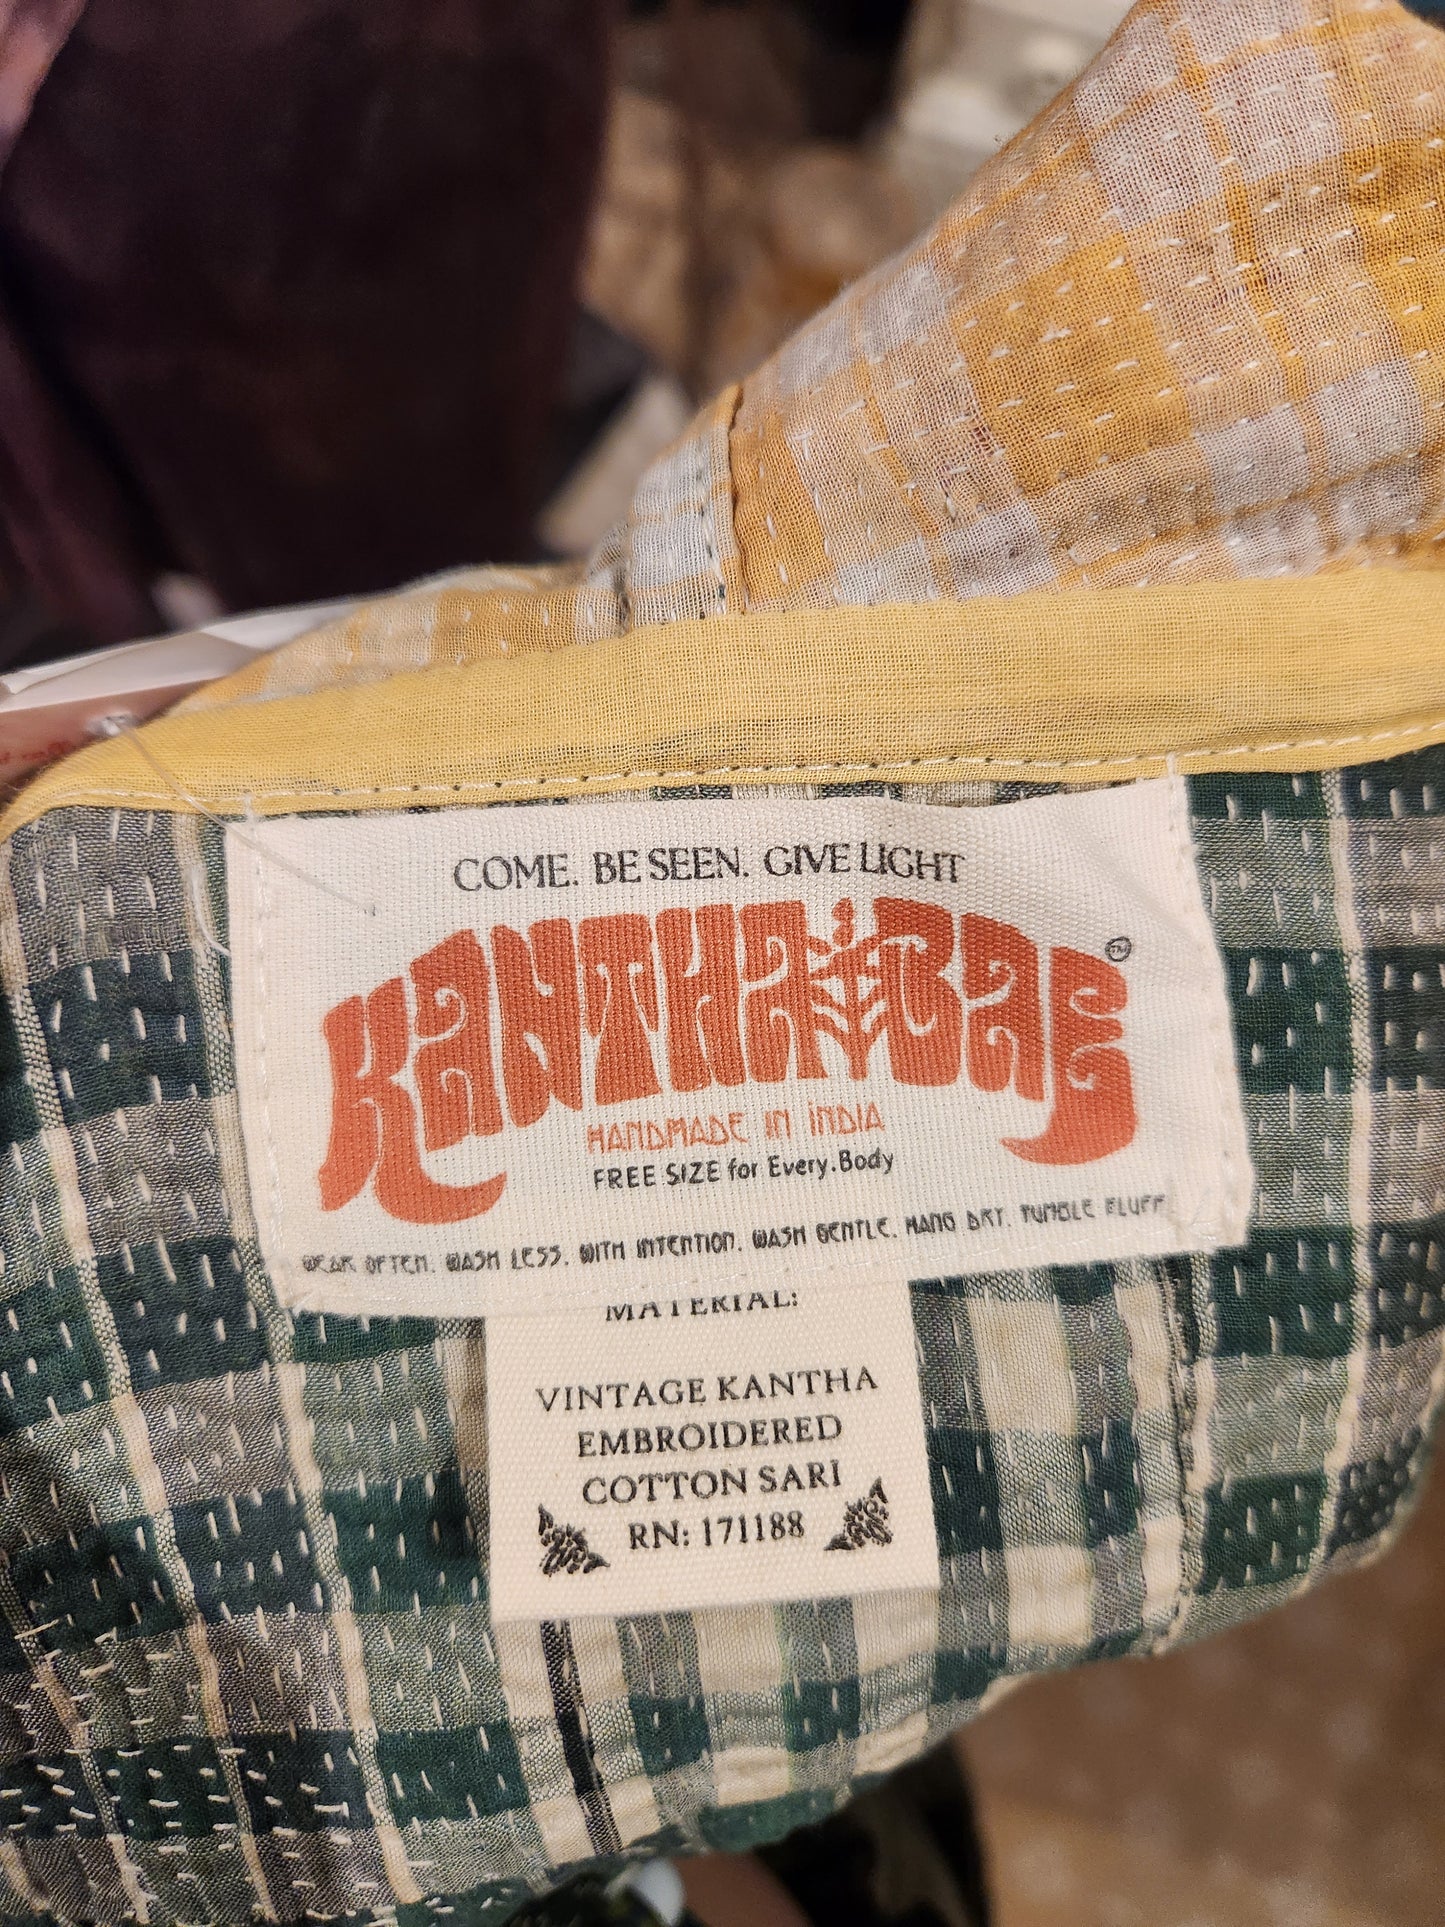 COME. BE SEEN. GIVE LIGHT
KANTHA BAE ™
HANDMADE IN INDIA
FREE SIZE for Every.Body
WEAR OFTEN. WASH LESS. WITH INTENTION. WASH GENTLE. HANG DRY. TUMBLE FLUFF
MATERIAL:
VINTAGE KANTHA
EMBROIDERED
COTTON SARI
RN: 171188